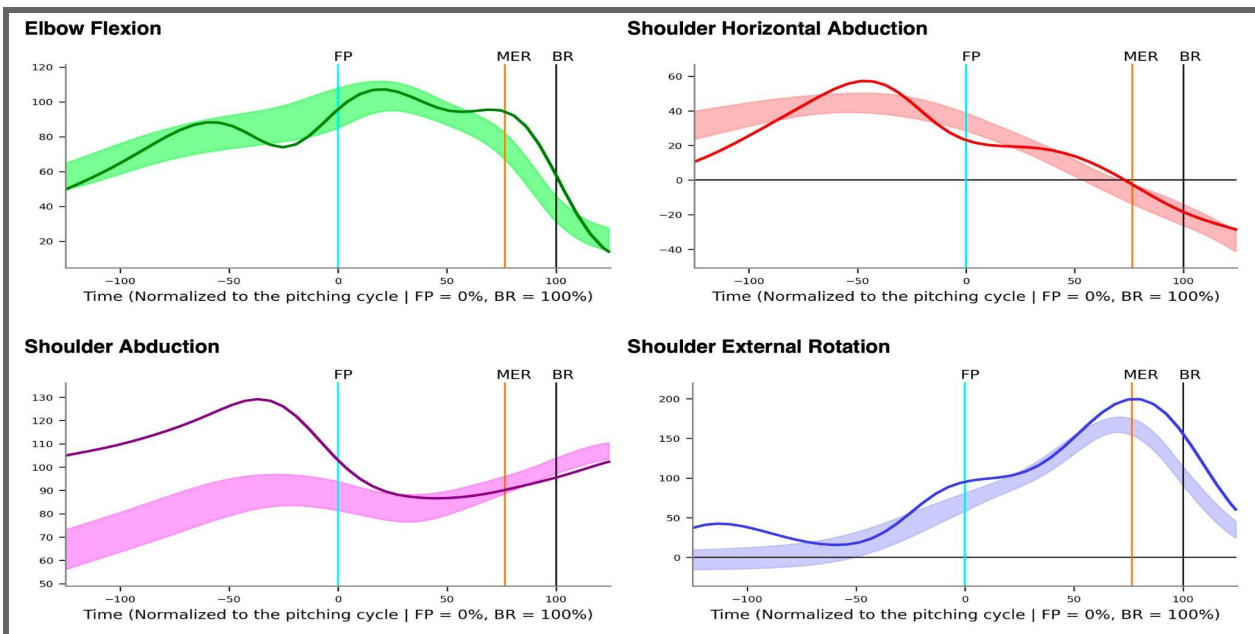 Elbow Flexion
FP MER BR
120
100
80
60
40
20
−100 −50 0 50 100
Time (Normalized to the pitching cycle | FP = 0%, BR = 100%)
Shoulder Horizontal Abduction
FP MER BR
60
40
20
0
−20
−40
−100 −50 0 50 100
Time (Normalized to the pitching cycle | FP = 0%, BR = 100%)
Shoulder Abduction
FP MER BR
130
120
110
100
90
80
70
60
50
−100 −50 0 50 100
Time (Normalized to the pitching cycle | FP = 0%, BR = 100%)
Shoulder External Rotation
FP MER BR
200
150
100
50
0
−100 −50 0 50 100
Time (Normalized to the pitching cycle | FP = 0%, BR = 100%)